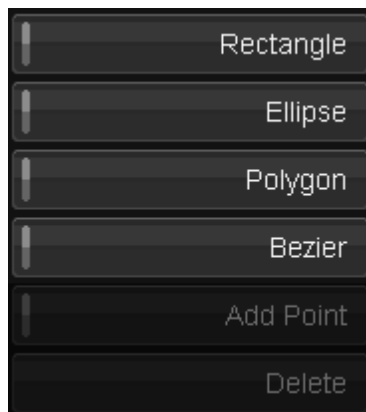 Rectangle
Ellipse
Polygon
Bezier
Add Point
Delete